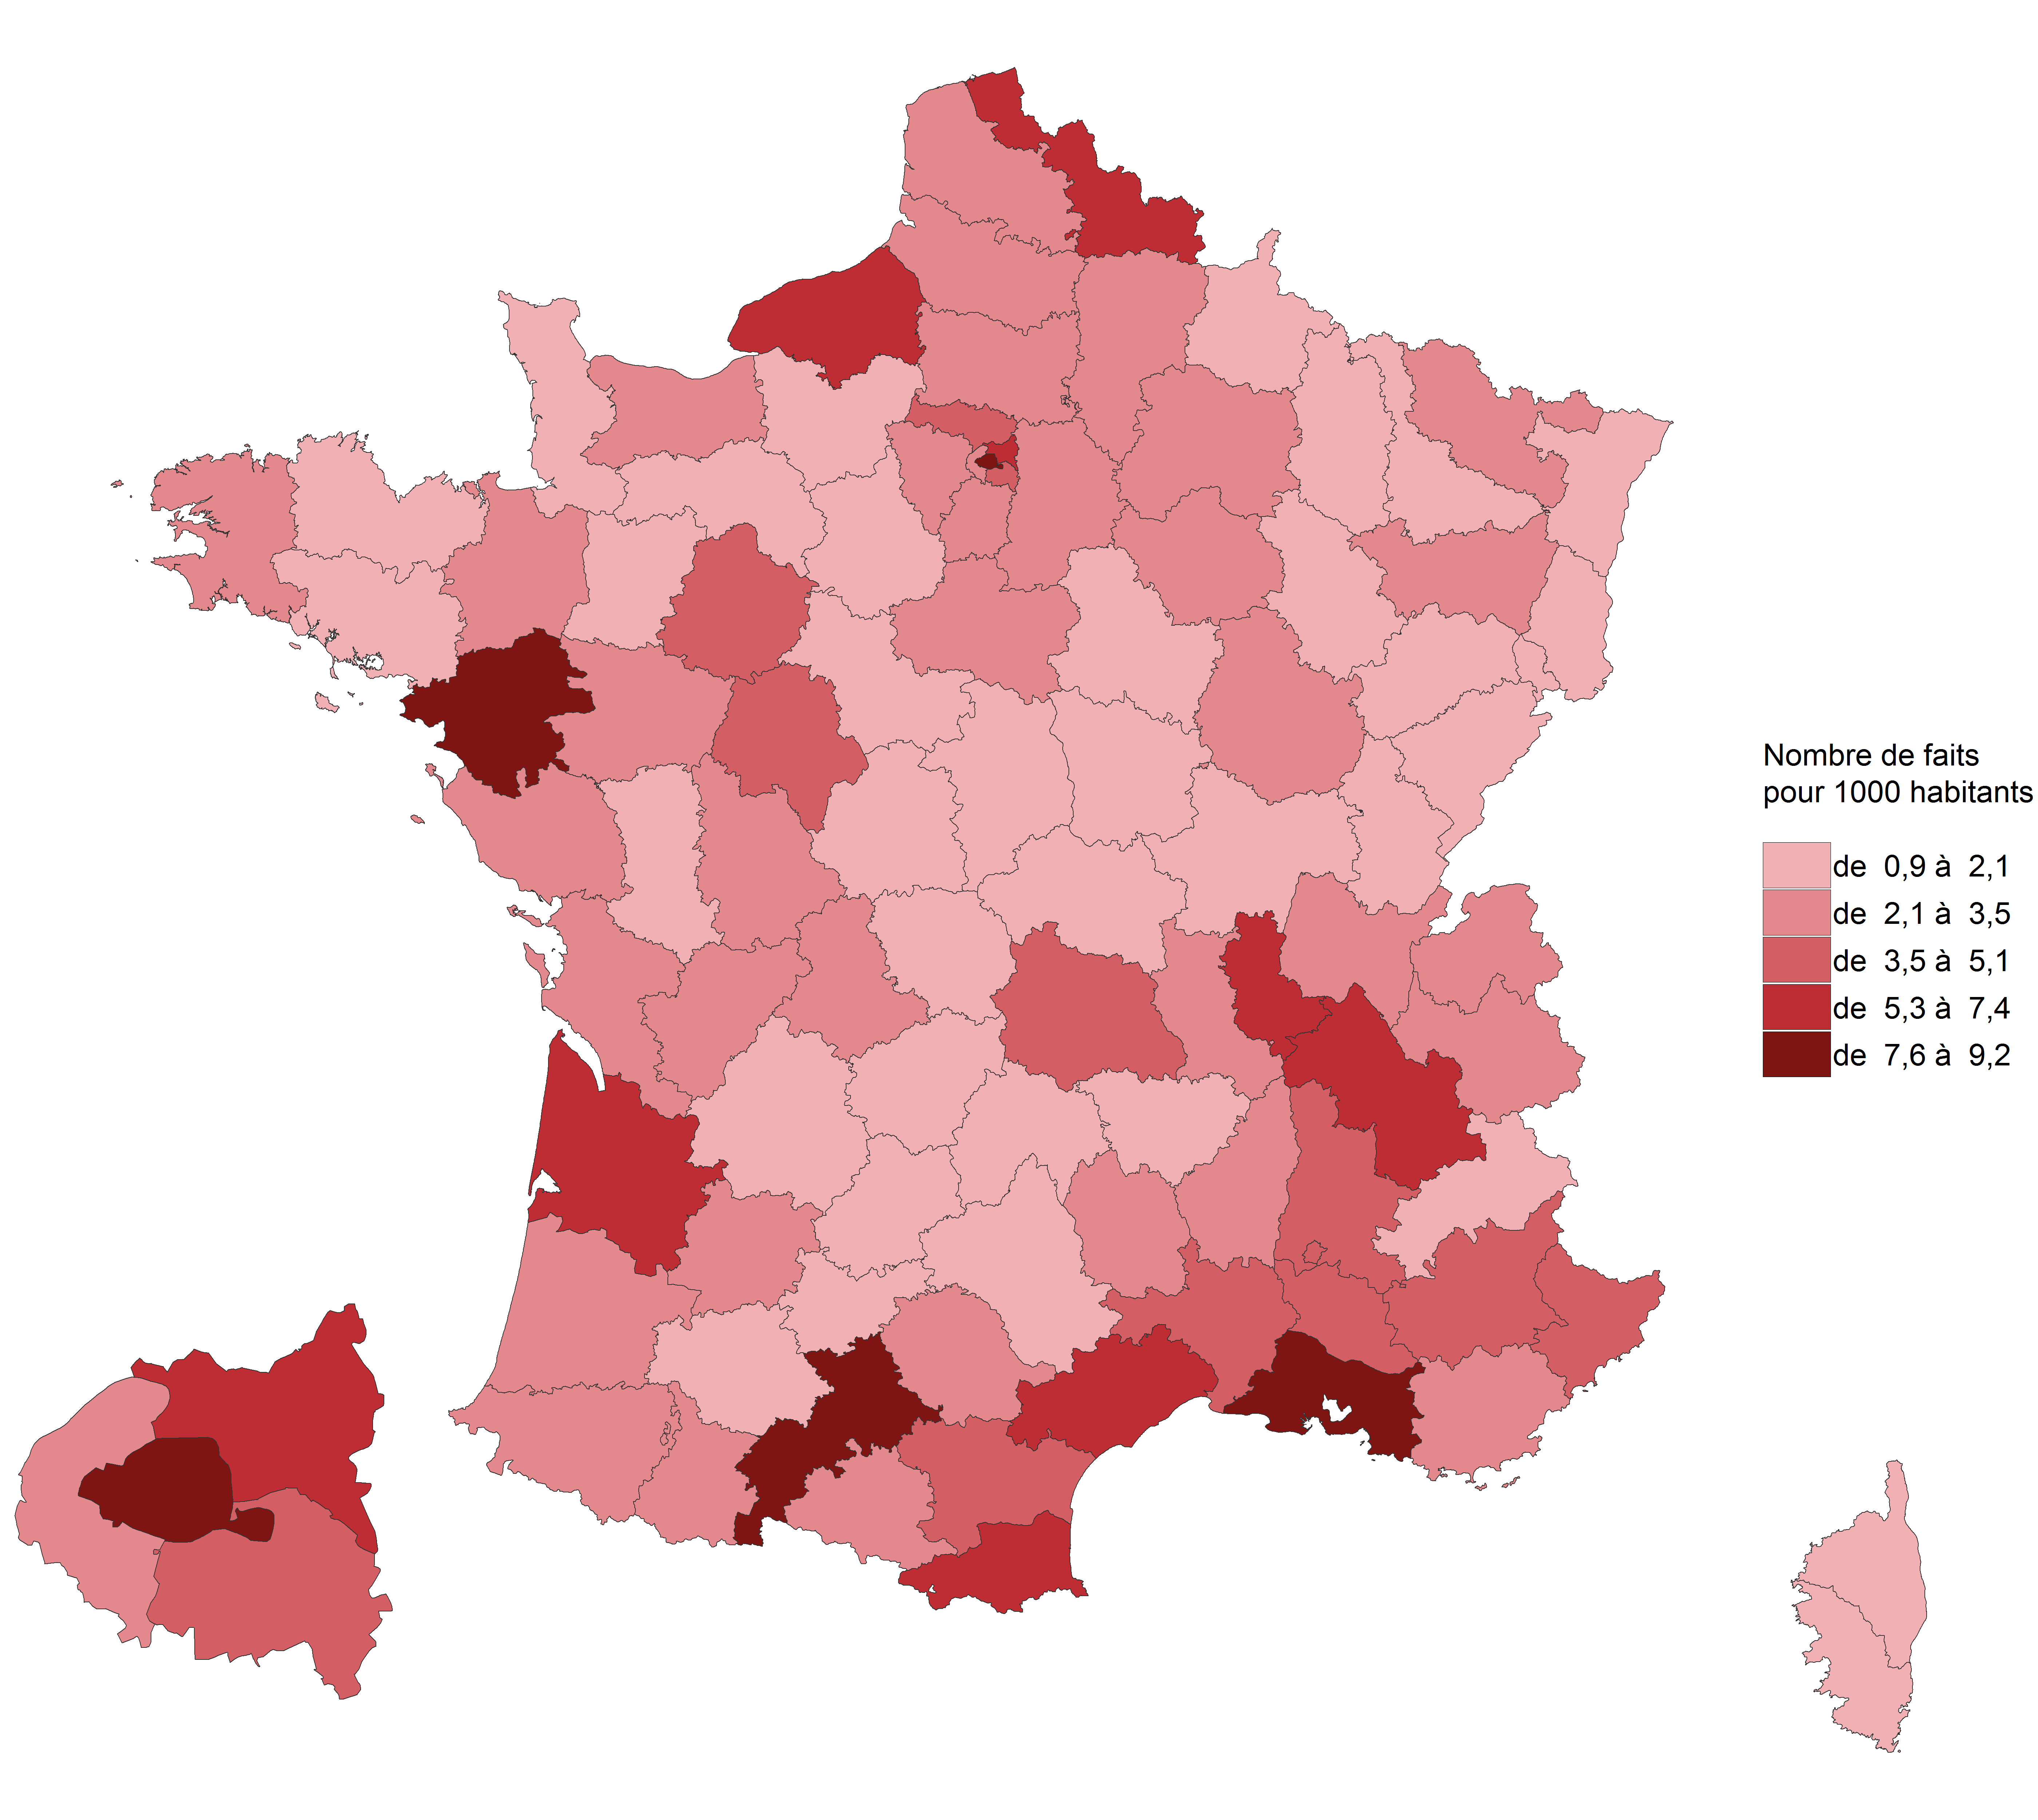 Nombre de faits
pour 1000 habitants
de 0,9 à 2,1
de 2,1 à 3,5
de 3,5 à 5,1
de 5,3 à 7,4
de 7,6 à 9,2